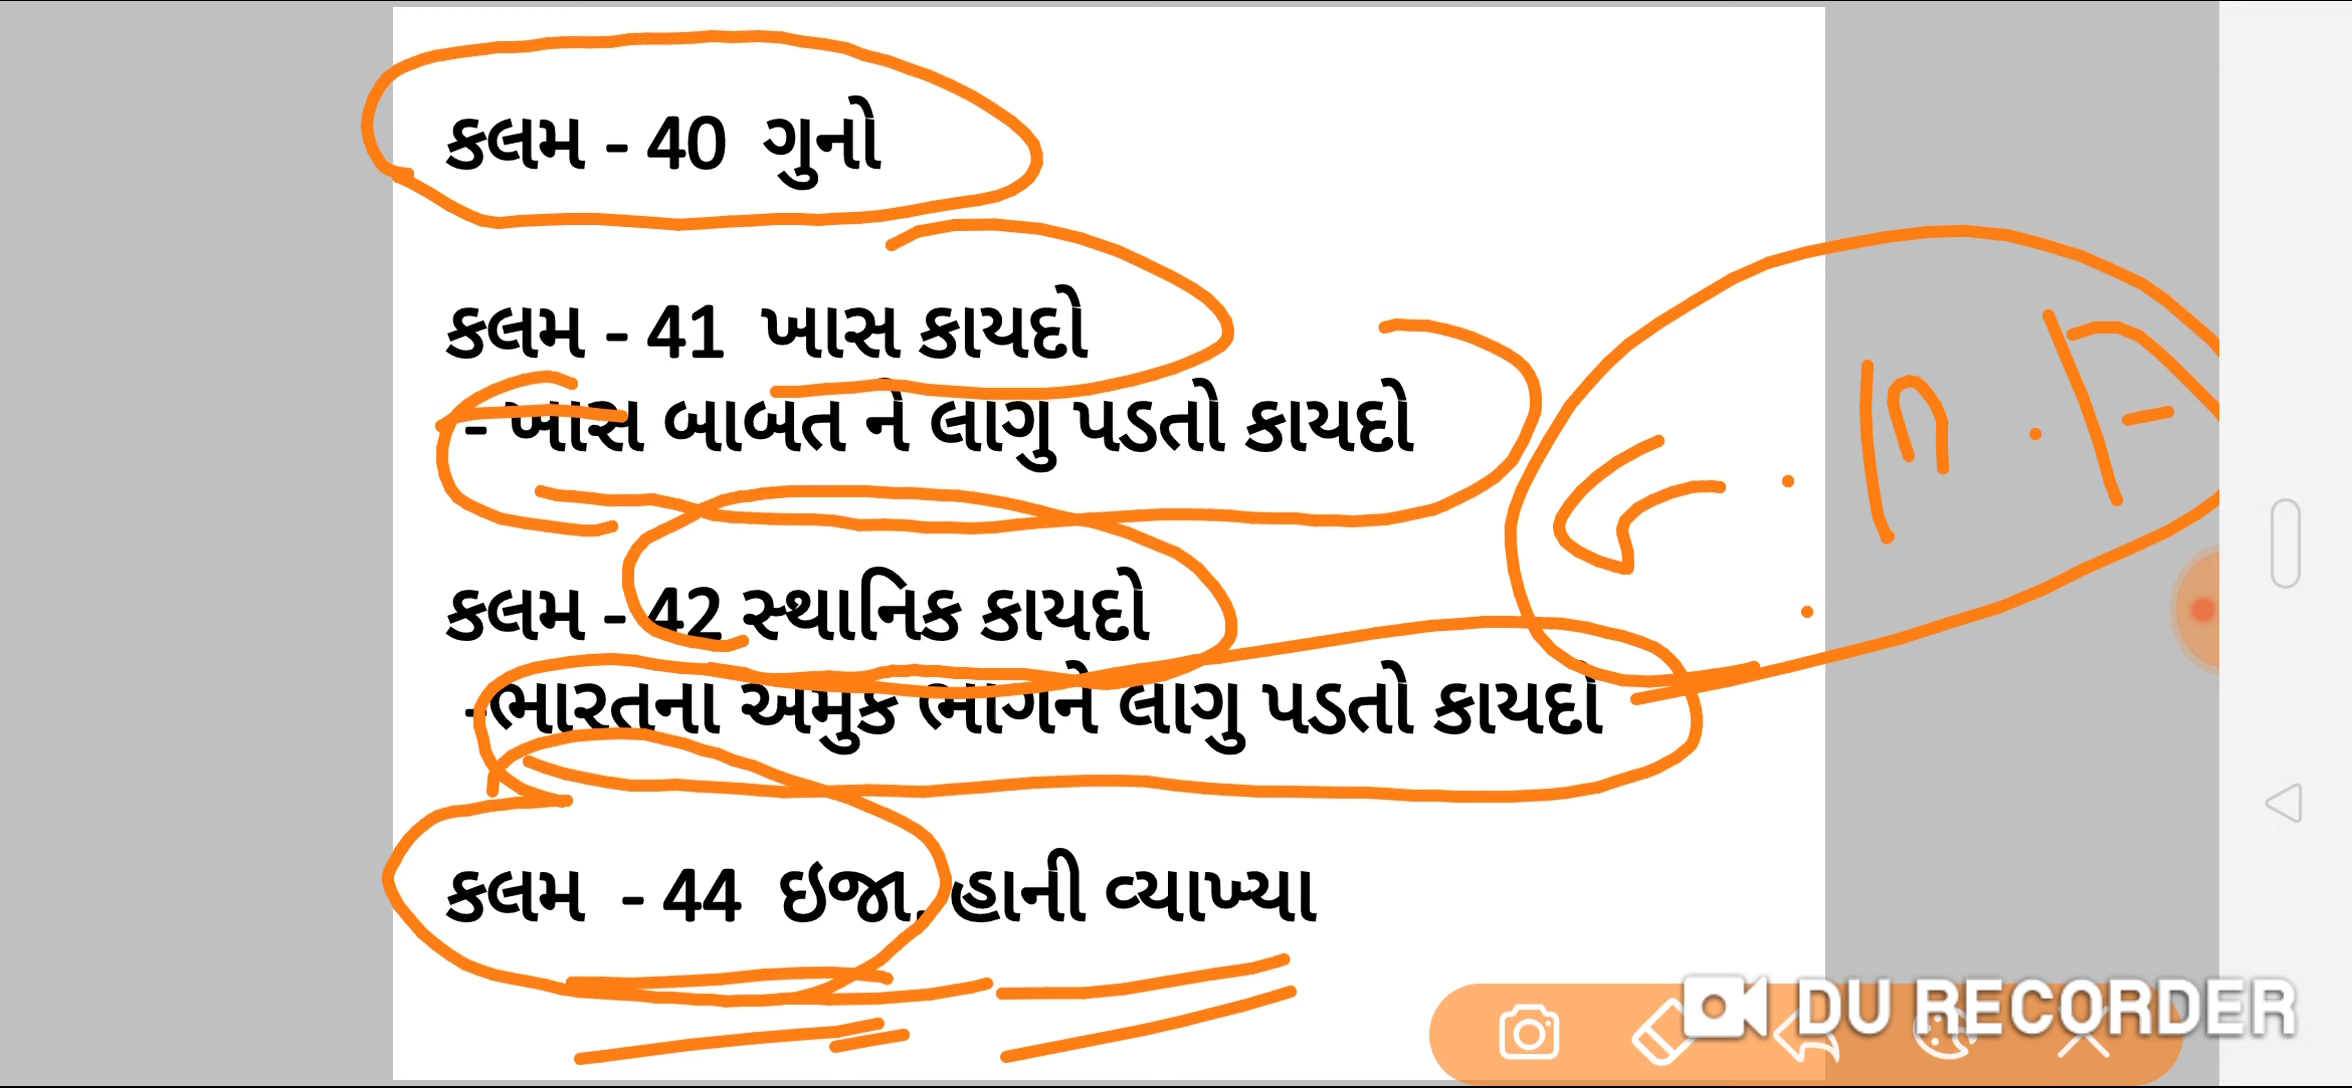 કલમ - 40 ગુનો
કલમ - 41 ખાસ કાયદો
- ખાસ બાબત ને લાગુ પડતો કાયદો
કલમ - 42 સ્થાનિક કાયદો
-ભારતના અમુક ભાગને લાગુ પડતો કાયદો
કલમ - 44 ઇજા, હાની વ્યાખ્યા
DU RECORDER